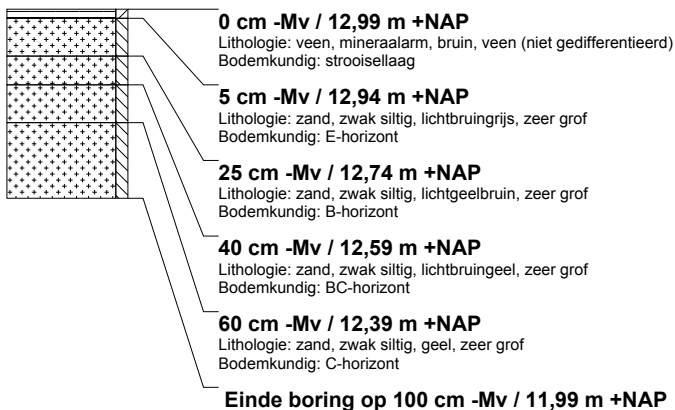 0 cm -Mv / 12,99 m +NAP
Lithologie: veen, mineraalarm, bruin, veen (niet gedifferentieerd)
Bodemkundig: strooisellaag
5 cm -Mv / 12,94 m +NAP
Lithologie: zand, zwak siltig, lichtbruingrijs, zeer grof
Bodemkundig: E-horizont
25 cm -Mv / 12,74 m +NAP
Lithologie: zand, zwak siltig, lichtgeelbruin, zeer grof
Bodemkundig: B-horizont
40 cm -Mv / 12,59 m +NAP
Lithologie: zand, zwak siltig, lichtbruingeel, zeer grof
Bodemkundig: BC-horizont
60 cm -Mv / 12,39 m +NAP
Lithologie: zand, zwak siltig, geel, zeer grof
Bodemkundig: C-horizont
Einde boring op 100 cm -Mv / 11,99 m +NAP